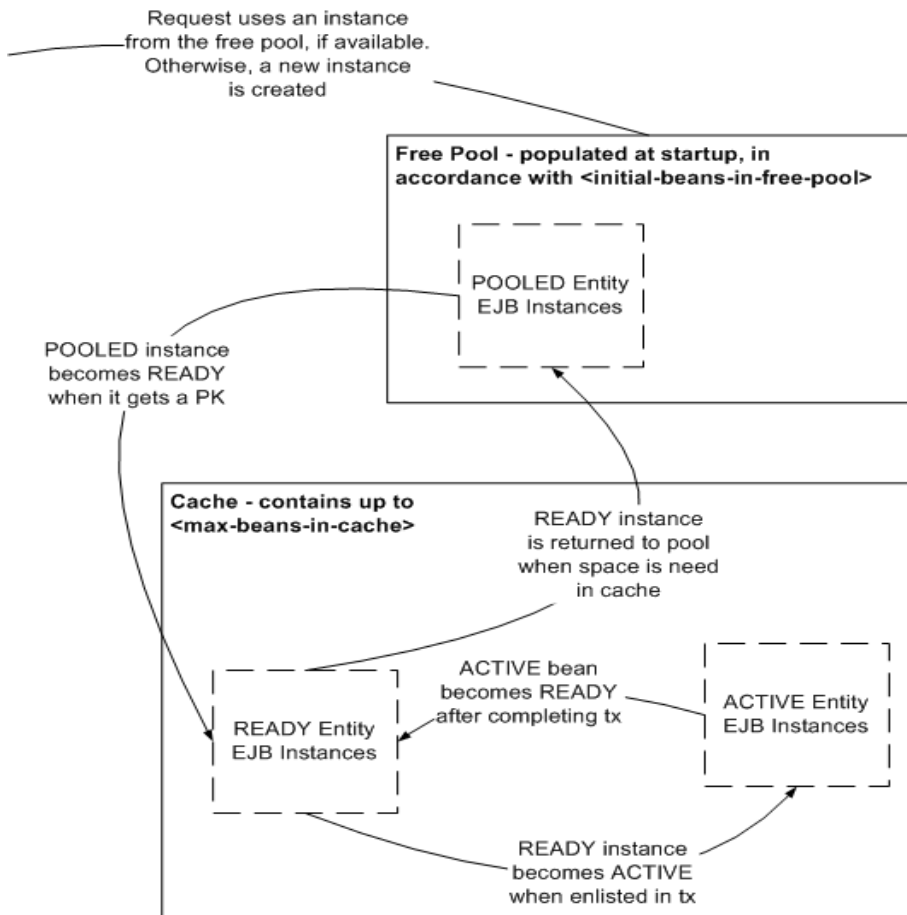 Request uses an instance
from the free pool, if available.
Otherwise, a new instance
is created
Free Pool - populated at startup, in
accordance with <initial-beans-in-free-pool>
POOLED Entity
EJB Instances
POOLED instance
becomes READY
when it gets a PK
Cache - contains up to
<max-beans-in-cache>
READY instance
is returned to pool
when space is need
in cache
ACTIVE bean
becomes READY
after completing tx
ACTIVE Entity
EJB Instances
READY Entity
EJB Instances
READY instance
becomes ACTIVE
when enlisted in tx